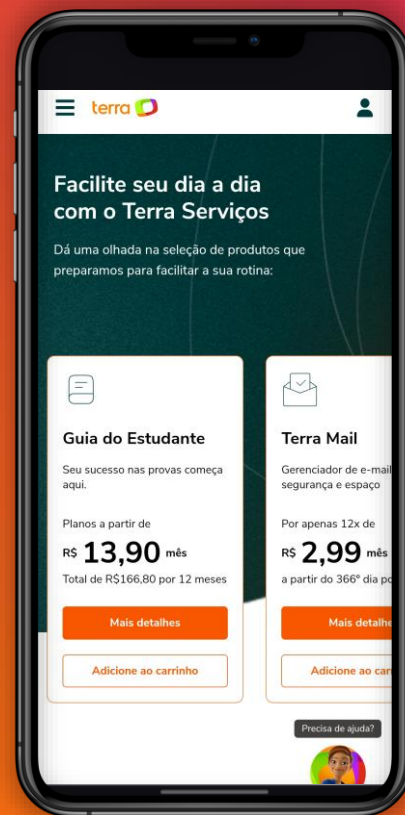 terra
Facilite seu dia a dia
com o Terra Serviços
Dá uma olhada na seleção de produtos que
preparamos para facilitar a sua rotina:
Guia do Estudante
Seu sucesso nas provas começa
aqui.
Planos a partir de
R$ 13,90 mês
Total de R$166,80 por 12 meses
Mais detalhes
Adicione ao carrinho
Terra Mail
Gerenciador de e-mail
segurança e espaço
Por apenas 12x de
R$ 2,99 mês
a partir do 366º dia
Mais
Adicione ao
Precisa de ajuda?